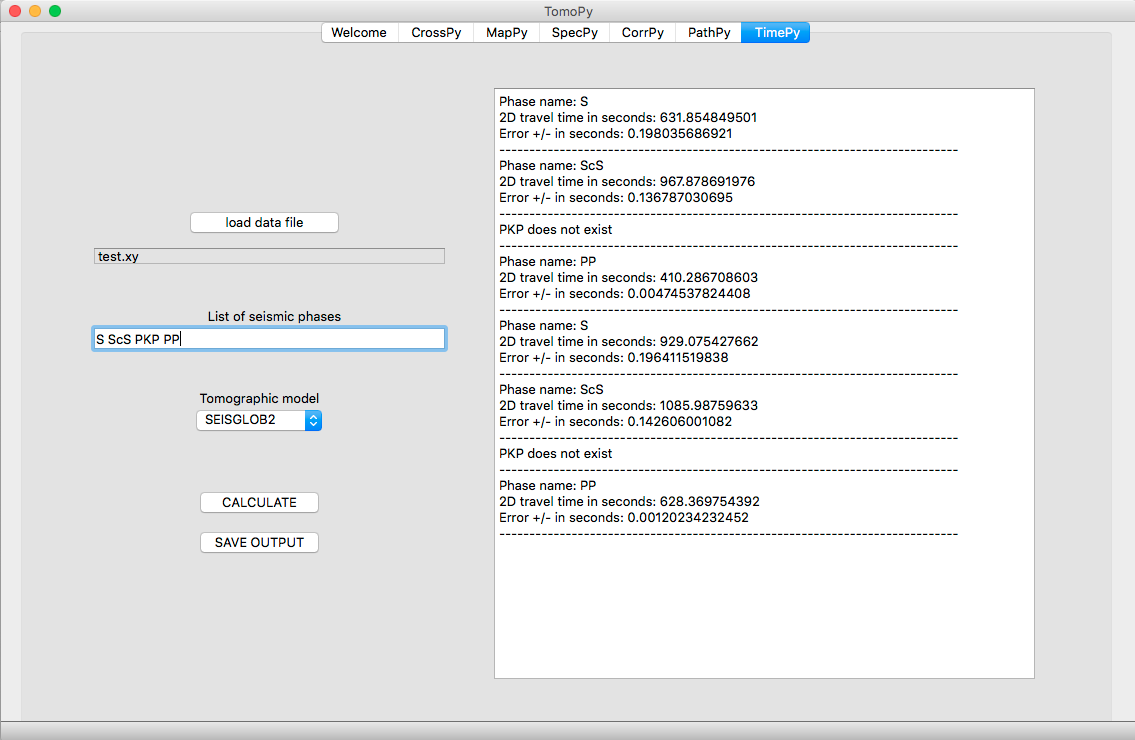 TomoPy
Welcome CrossPy MapPy SpecPy CorrPy PathPy TimePy
load data file
test.xy
List of seismic phases
S ScS PKP PP
Tomographic model
SEISGLOB2
CALCULATE
SAVE OUTPUT
Phase name: S
2D travel time in seconds: 631.854849501
Error +/- in seconds: 0.198035686921
------------------------------------------------------------------------------
Phase name: ScS
2D travel time in seconds: 967.878691976
Error +/- in seconds: 0.136787030695
------------------------------------------------------------------------------
PKP does not exist
------------------------------------------------------------------------------
Phase name: PP
2D travel time in seconds: 410.286708603
Error +/- in seconds: 0.00474537824408
------------------------------------------------------------------------------
Phase name: S
2D travel time in seconds: 929.075427662
Error +/- in seconds: 0.196411519838
------------------------------------------------------------------------------
Phase name: ScS
2D travel time in seconds: 1085.98759633
Error +/- in seconds: 0.142606001082
------------------------------------------------------------------------------
PKP does not exist
------------------------------------------------------------------------------
Phase name: PP
2D travel time in seconds: 628.369754392
Error +/- in seconds: 0.00120234232452
------------------------------------------------------------------------------